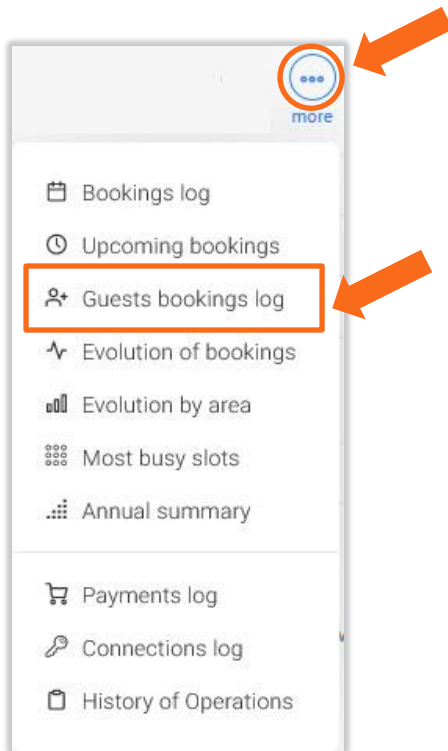 more
Bookings log
Upcoming bookings
Guests bookings log
Evolution of bookings
Evolution by area
Most busy slots
Annual summary
Payments log
Connections log
History of Operations